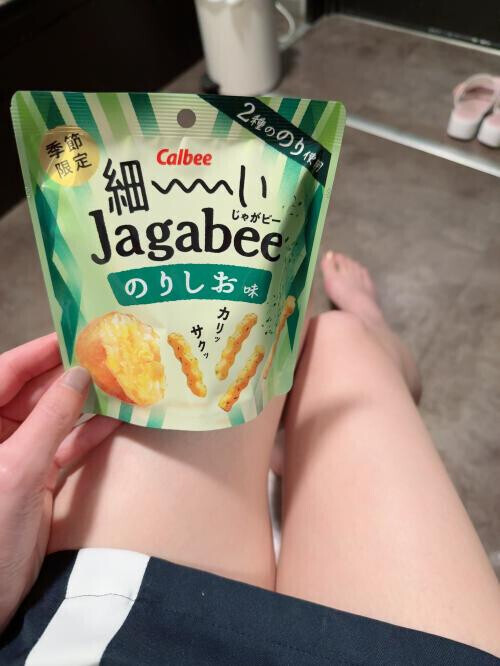 2種ののり使用
季節
限定
Calbee
細〜〜〜い
じゃがビー
Jagabee
のりしお味
カリッ
サクッ